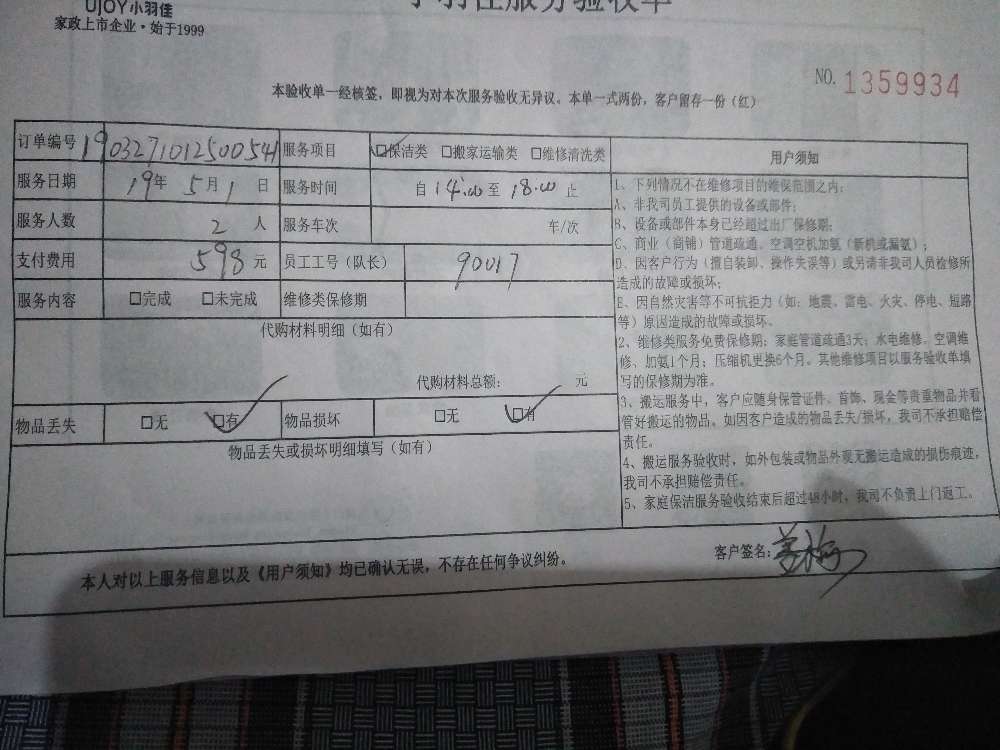 UJOY小羽佳
家政上市企业·始于1999
小羽佳服务验收单
NO. 1359934
本验收单一经核签，即视为对本次服务验收无异议。本单一式两份，客户留存一份（红）
订单编号 190327101250054 服务项目 ☑保洁类 □搬家运输类 □维修清洗类
服务日期 19年 5月1 日 服务时间 自 14:00 至 18:00 止
服务人数 2 人 服务车次 车/次
支付费用 598 元 员工工号（队长） 90017
服务内容 □完成 □未完成 维修类保修期
代购材料明细（如有）
代购材料总额： 元
物品丢失 □无 ☑有 物品损坏 □无 ☑有
物品丢失或损坏明细填写（如有）
用户须知
1、下列情况不在维修项目的维保范围之内：
A、非我司员工提供的设备或部件；
B、设备或部件本身已经超过出厂保修期；
C、商业（商铺）管道疏通、空调空机加氨（新机或漏氨）；
D、因客户行为（擅自装卸、操作失误等）或另请非我司人员检修所
造成的故障或损坏；
E、因自然灾害等不可抗拒力（如：地震、雷电、火灾、停电、短路
等）原因造成的故障或损坏。
2、维修类服务免费保修期：家庭管道疏通3天；水电维修、空调维
修、加氨1个月；压缩机更换6个月。其他维修项目以服务验收单填
写的保修期为准。
3、搬运服务中，客户应随身保管证件、首饰、现金等贵重物品并看
管好搬运的物品。如因客户造成的物品丢失/损坏，我司不承担赔偿
责任。
4、搬运服务验收时，如外包装或物品外观无搬运造成的损伤痕迹，
我司不承担赔偿责任。
5、家庭保洁服务验收结束后超过48小时，我司不负责上门返工。
本人对以上服务信息以及《用户须知》均已确认无误，不存在任何争议纠纷。
客户签名：